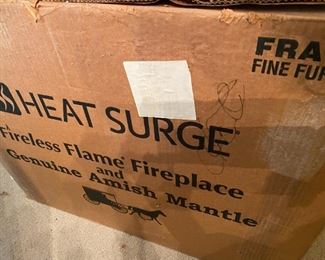 FRA
FINE FUR
HEAT SURGE
Fireless Flame Fireplace
and
Genuine Amish Mantle